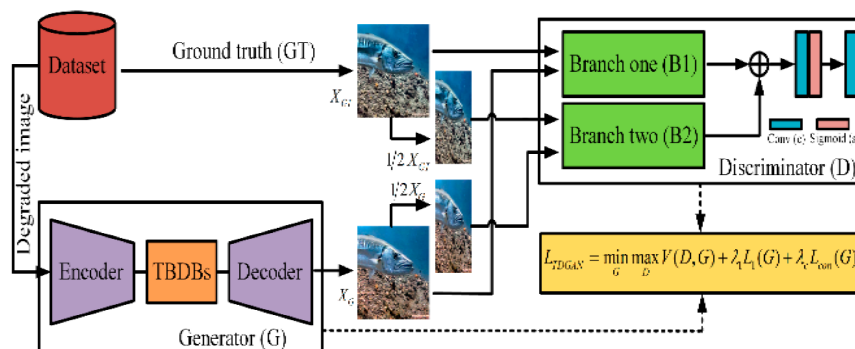 Dataset
Ground truth (GT)
X_GT
Degraded image
1/2 X_GT
1/2 X_G
Encoder
TBDBs
Decoder
X_G
Generator (G)
Branch one (B1)
Branch two (B2)
Conv (c) Sigmoid
Discriminator (D)
L_TDGAN = min_G max_D V(D,G) + λ_1 L_1(G) + λ_c L_con(G)